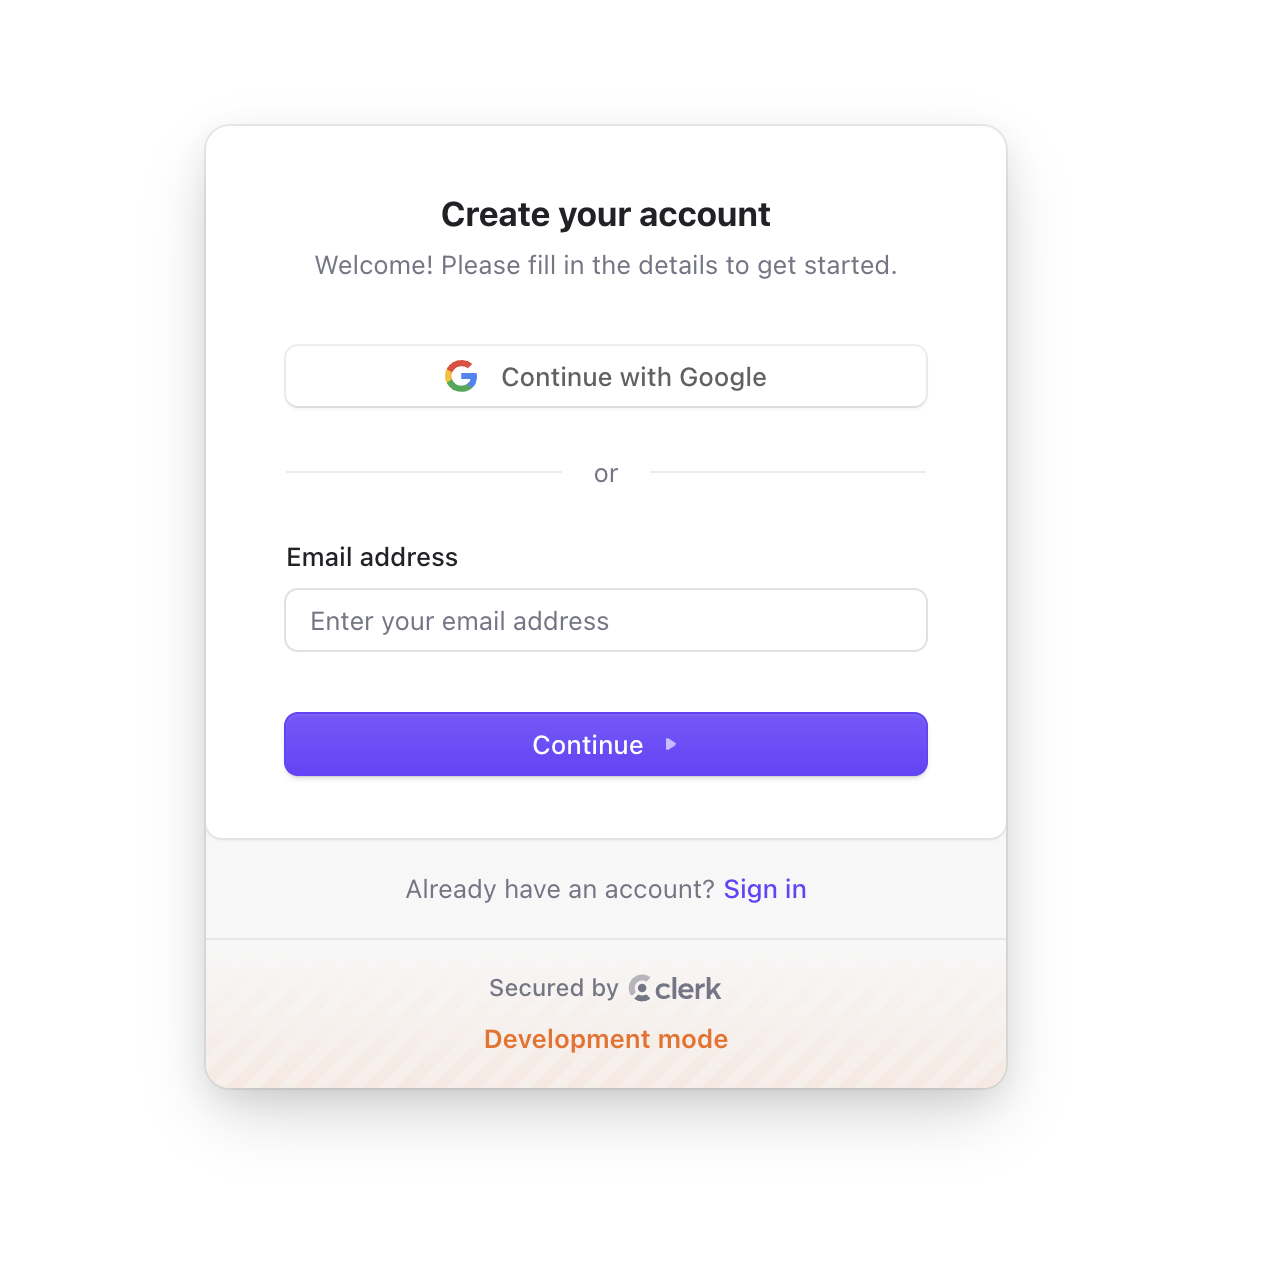 Create your account
Welcome! Please fill in the details to get started.
Continue with Google
or
Email address
Enter your email address
Continue
Already have an account? Sign in
Secured by clerk
Development mode